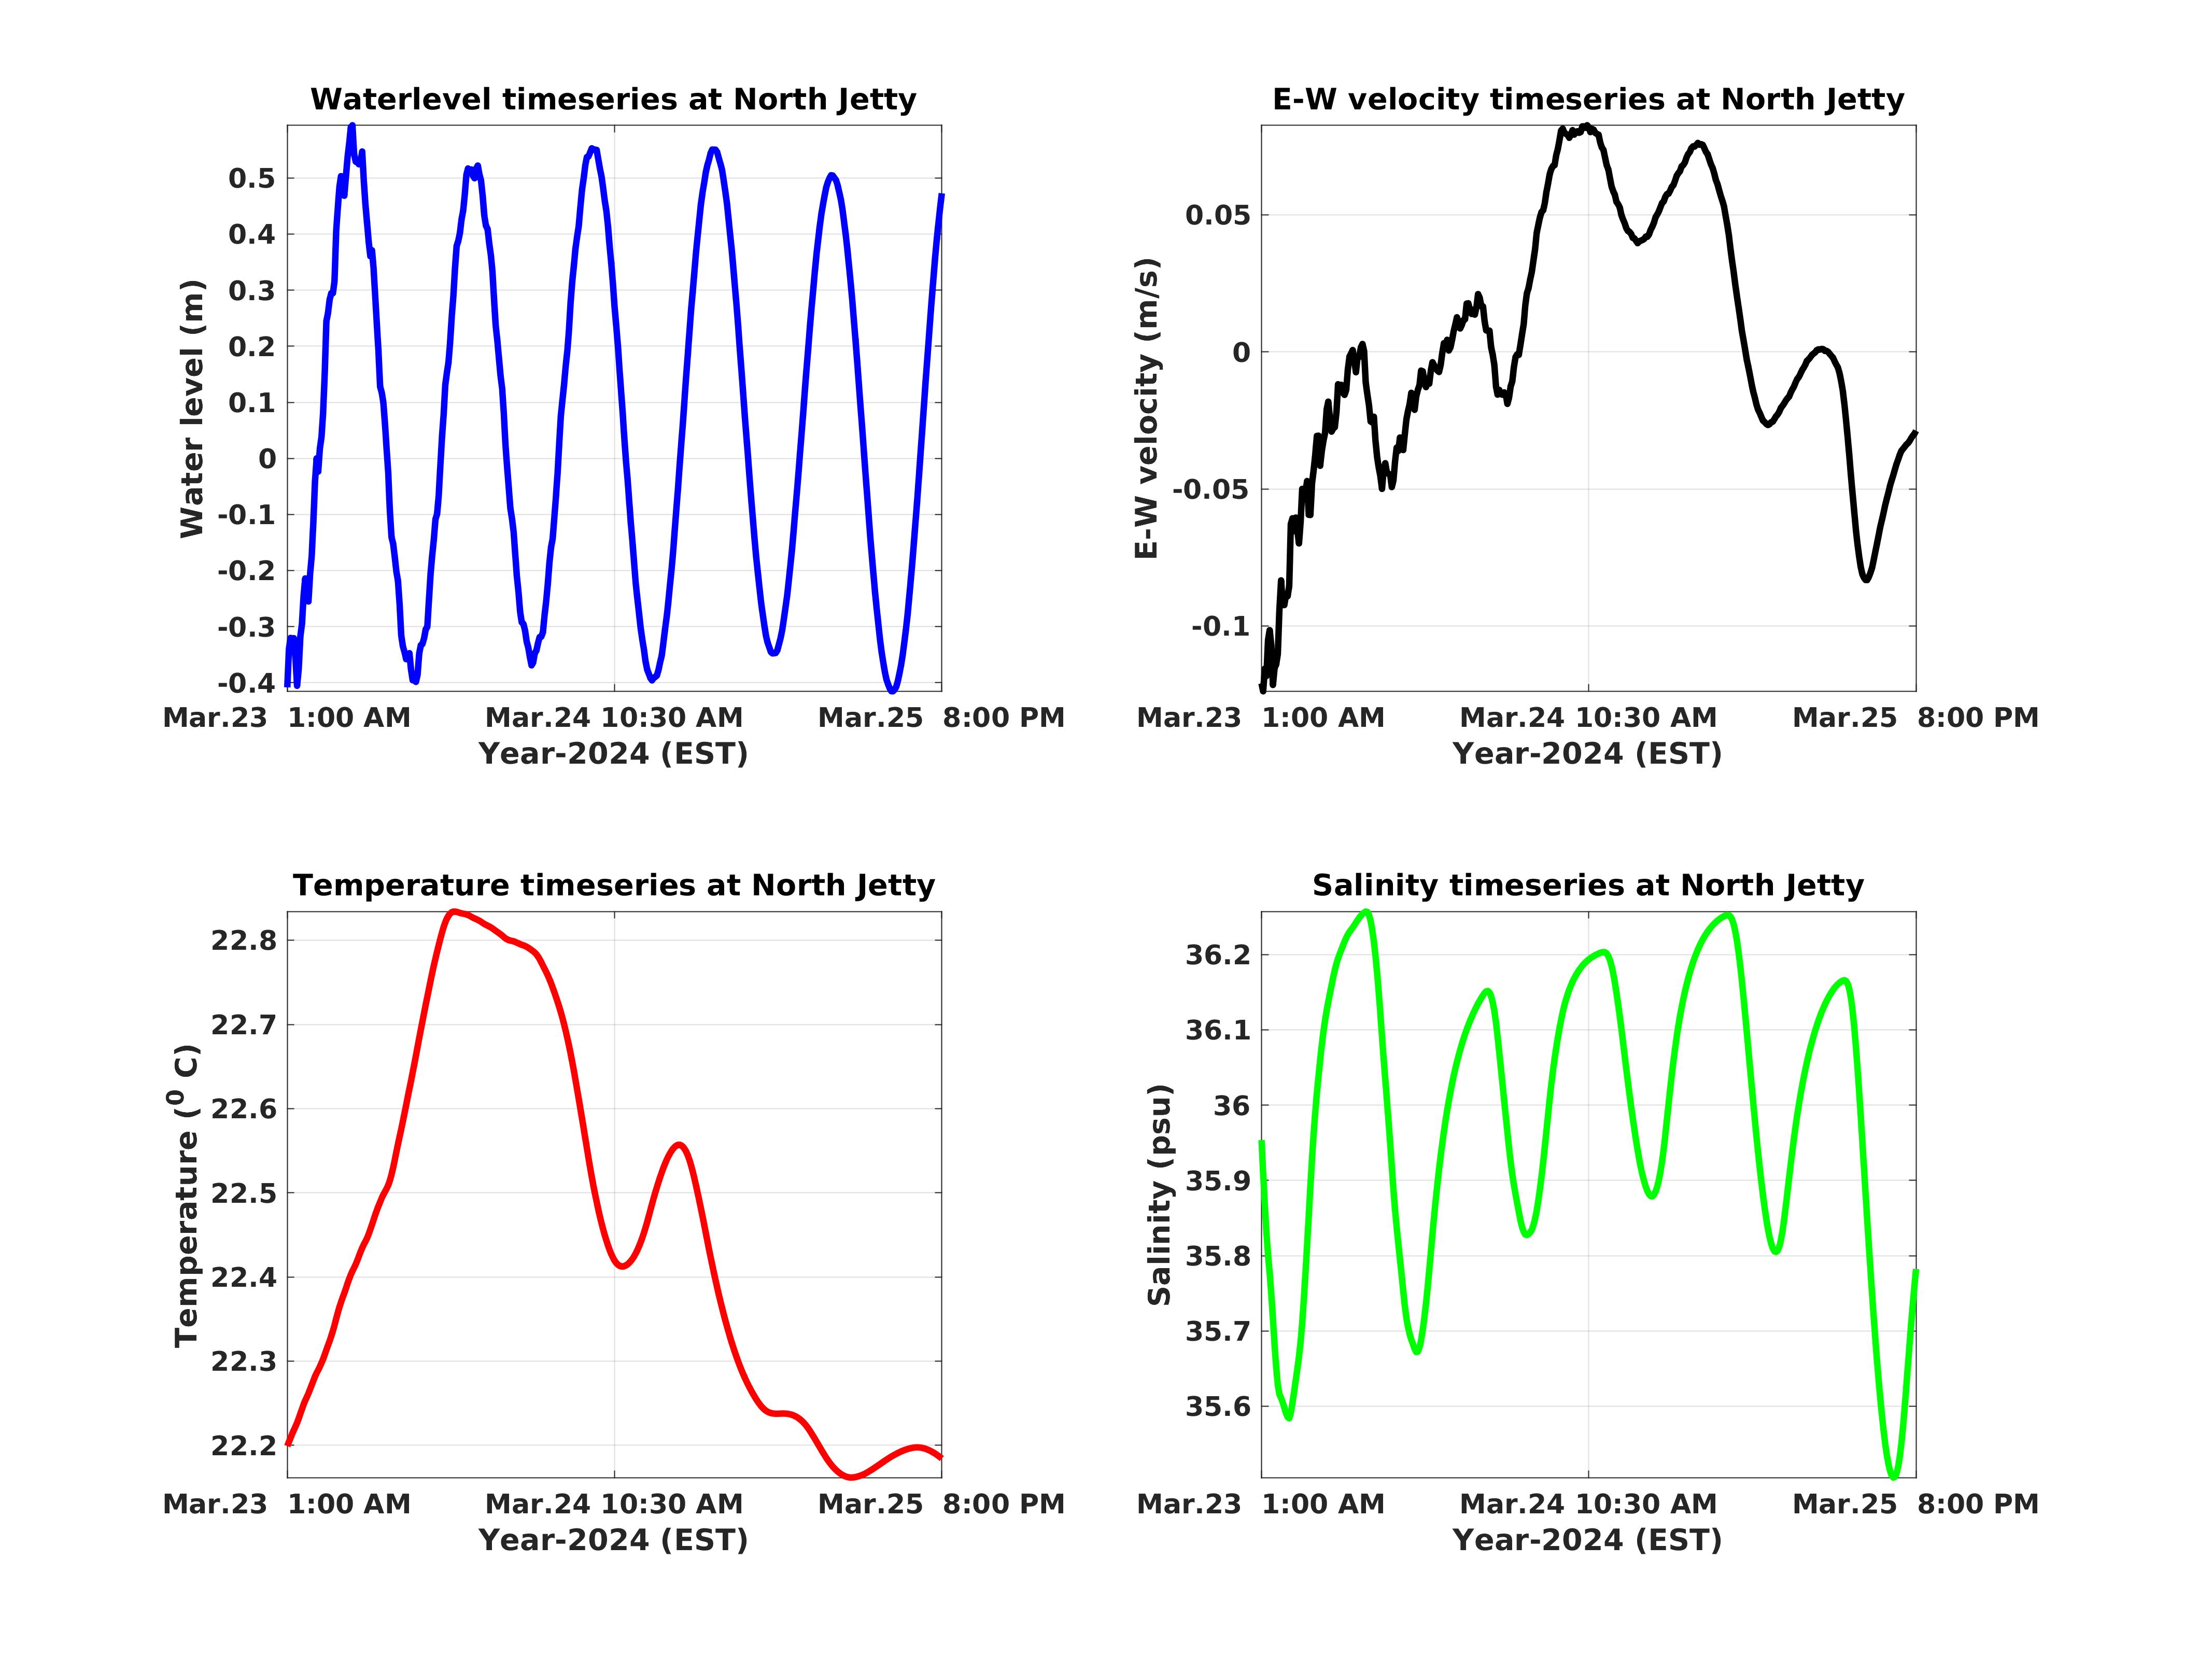 Waterlevel timeseries at North Jetty
Water level (m)
0.5
0.4
0.3
0.2
0.1
0
-0.1
-0.2
-0.3
-0.4
Mar.23 1:00 AM Mar.24 10:30 AM Mar.25 8:00 PM
Year-2024 (EST)
E-W velocity timeseries at North Jetty
E-W velocity (m/s)
0.05
0
-0.05
-0.1
Mar.23 1:00 AM Mar.24 10:30 AM Mar.25 8:00 PM
Year-2024 (EST)
Temperature timeseries at North Jetty
Temperature (⁰ C)
22.8
22.7
22.6
22.5
22.4
22.3
22.2
Mar.23 1:00 AM Mar.24 10:30 AM Mar.25 8:00 PM
Year-2024 (EST)
Salinity timeseries at North Jetty
Salinity (psu)
36.2
36.1
36
35.9
35.8
35.7
35.6
Mar.23 1:00 AM Mar.24 10:30 AM Mar.25 8:00 PM
Year-2024 (EST)